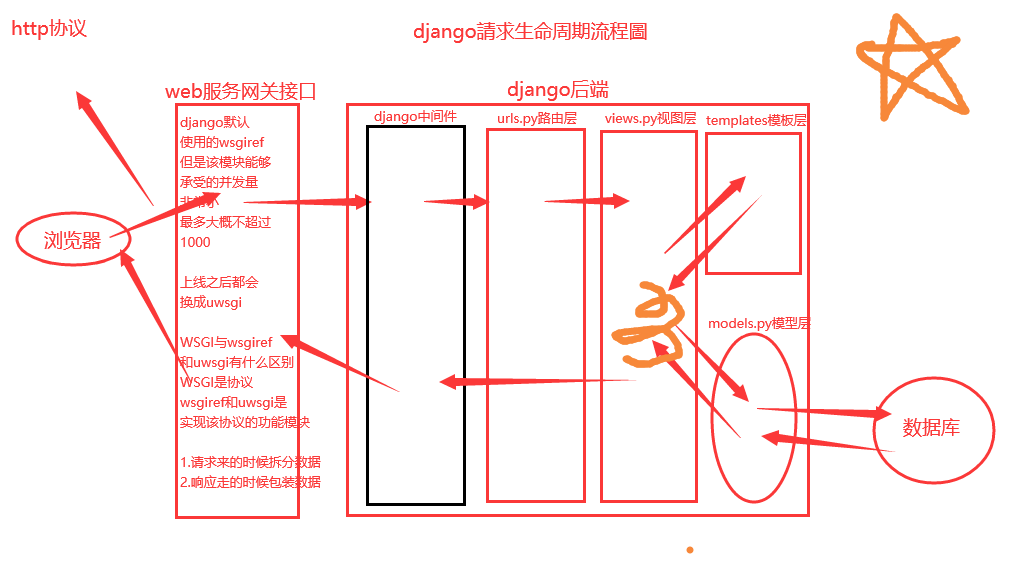 http协议
django請求生命周期流程圖
web服务网关接口
django后端
django中间件
urls.py路由层
views.py视图层
templates模板层
django默认
使用的wsgiref
但是该模块能够
承受的并发量
非常小
最多大概不超过
1000
浏览器
上线之后都会
换成uwsgi
WSGI与wsgiref
和uwsgi有什么区别
WSGI是协议
wsgiref和uwsgi是
实现该协议的功能模块
1.请求来的时候拆分数据
2.响应走的时候包装数据
models.py模型层
数据库